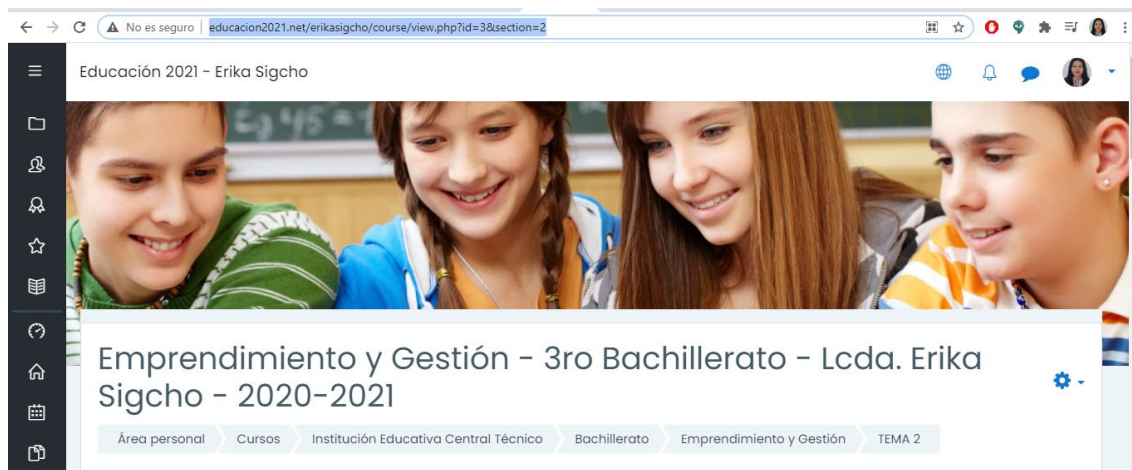 No es seguro | educacion2021.net/erikasigcho/course/view.php?id=3&section=2
Educación 2021 - Erika Sigcho
Eg 45 =
Emprendimiento y Gestión - 3ro Bachillerato - Lcda. Erika
Sigcho - 2020-2021
Área personal Cursos Institución Educativa Central Técnico Bachillerato Emprendimiento y Gestión TEMA 2